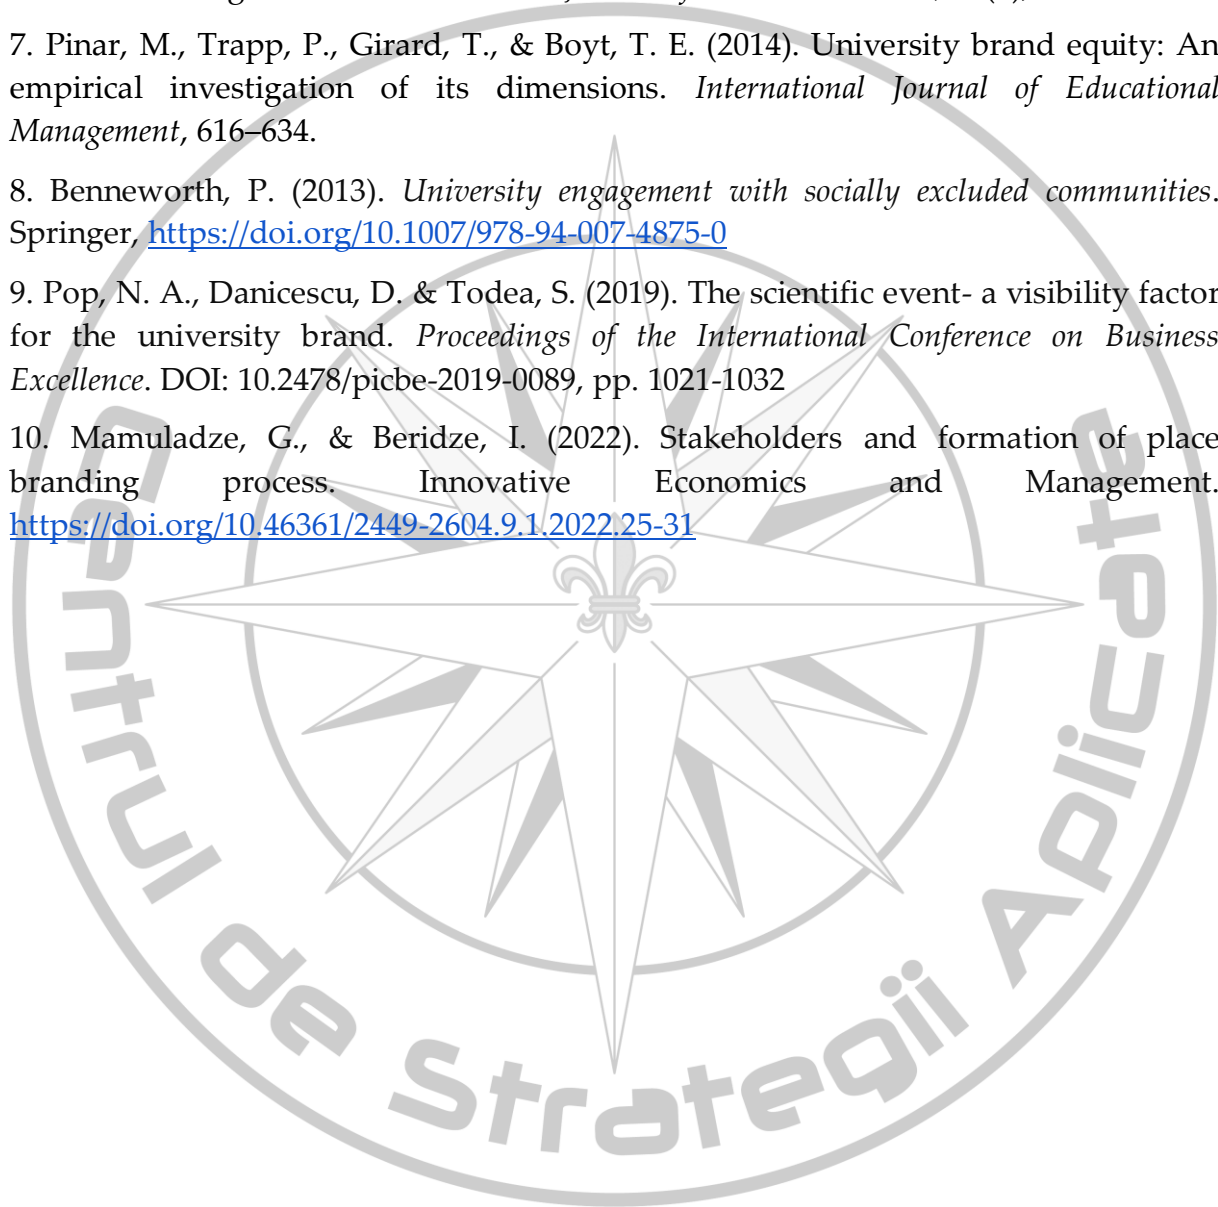 7. Pinar, M., Trapp, P., Girard, T., & Boyt, T. E. (2014). University brand equity: An
empirical investigation of its dimensions. International Journal of Educational
Management, 616–634.
8. Benneworth, P. (2013). University engagement with socially excluded communities.
Springer, https://doi.org/10.1007/978-94-007-4875-0
9. Pop, N. A., Danicescu, D. & Todea, S. (2019). The scientific event- a visibility factor
for the university brand. Proceedings of the International Conference on Business
Excellence. DOI: 10.2478/picbe-2019-0089, pp. 1021-1032
10. Mamuladze, G., & Beridze, I. (2022). Stakeholders and formation of place
branding process. Innovative Economics and Management.
https://doi.org/10.46361/2449-2604.9.1.2022.25-31
Centrul de Strategii Aplicate